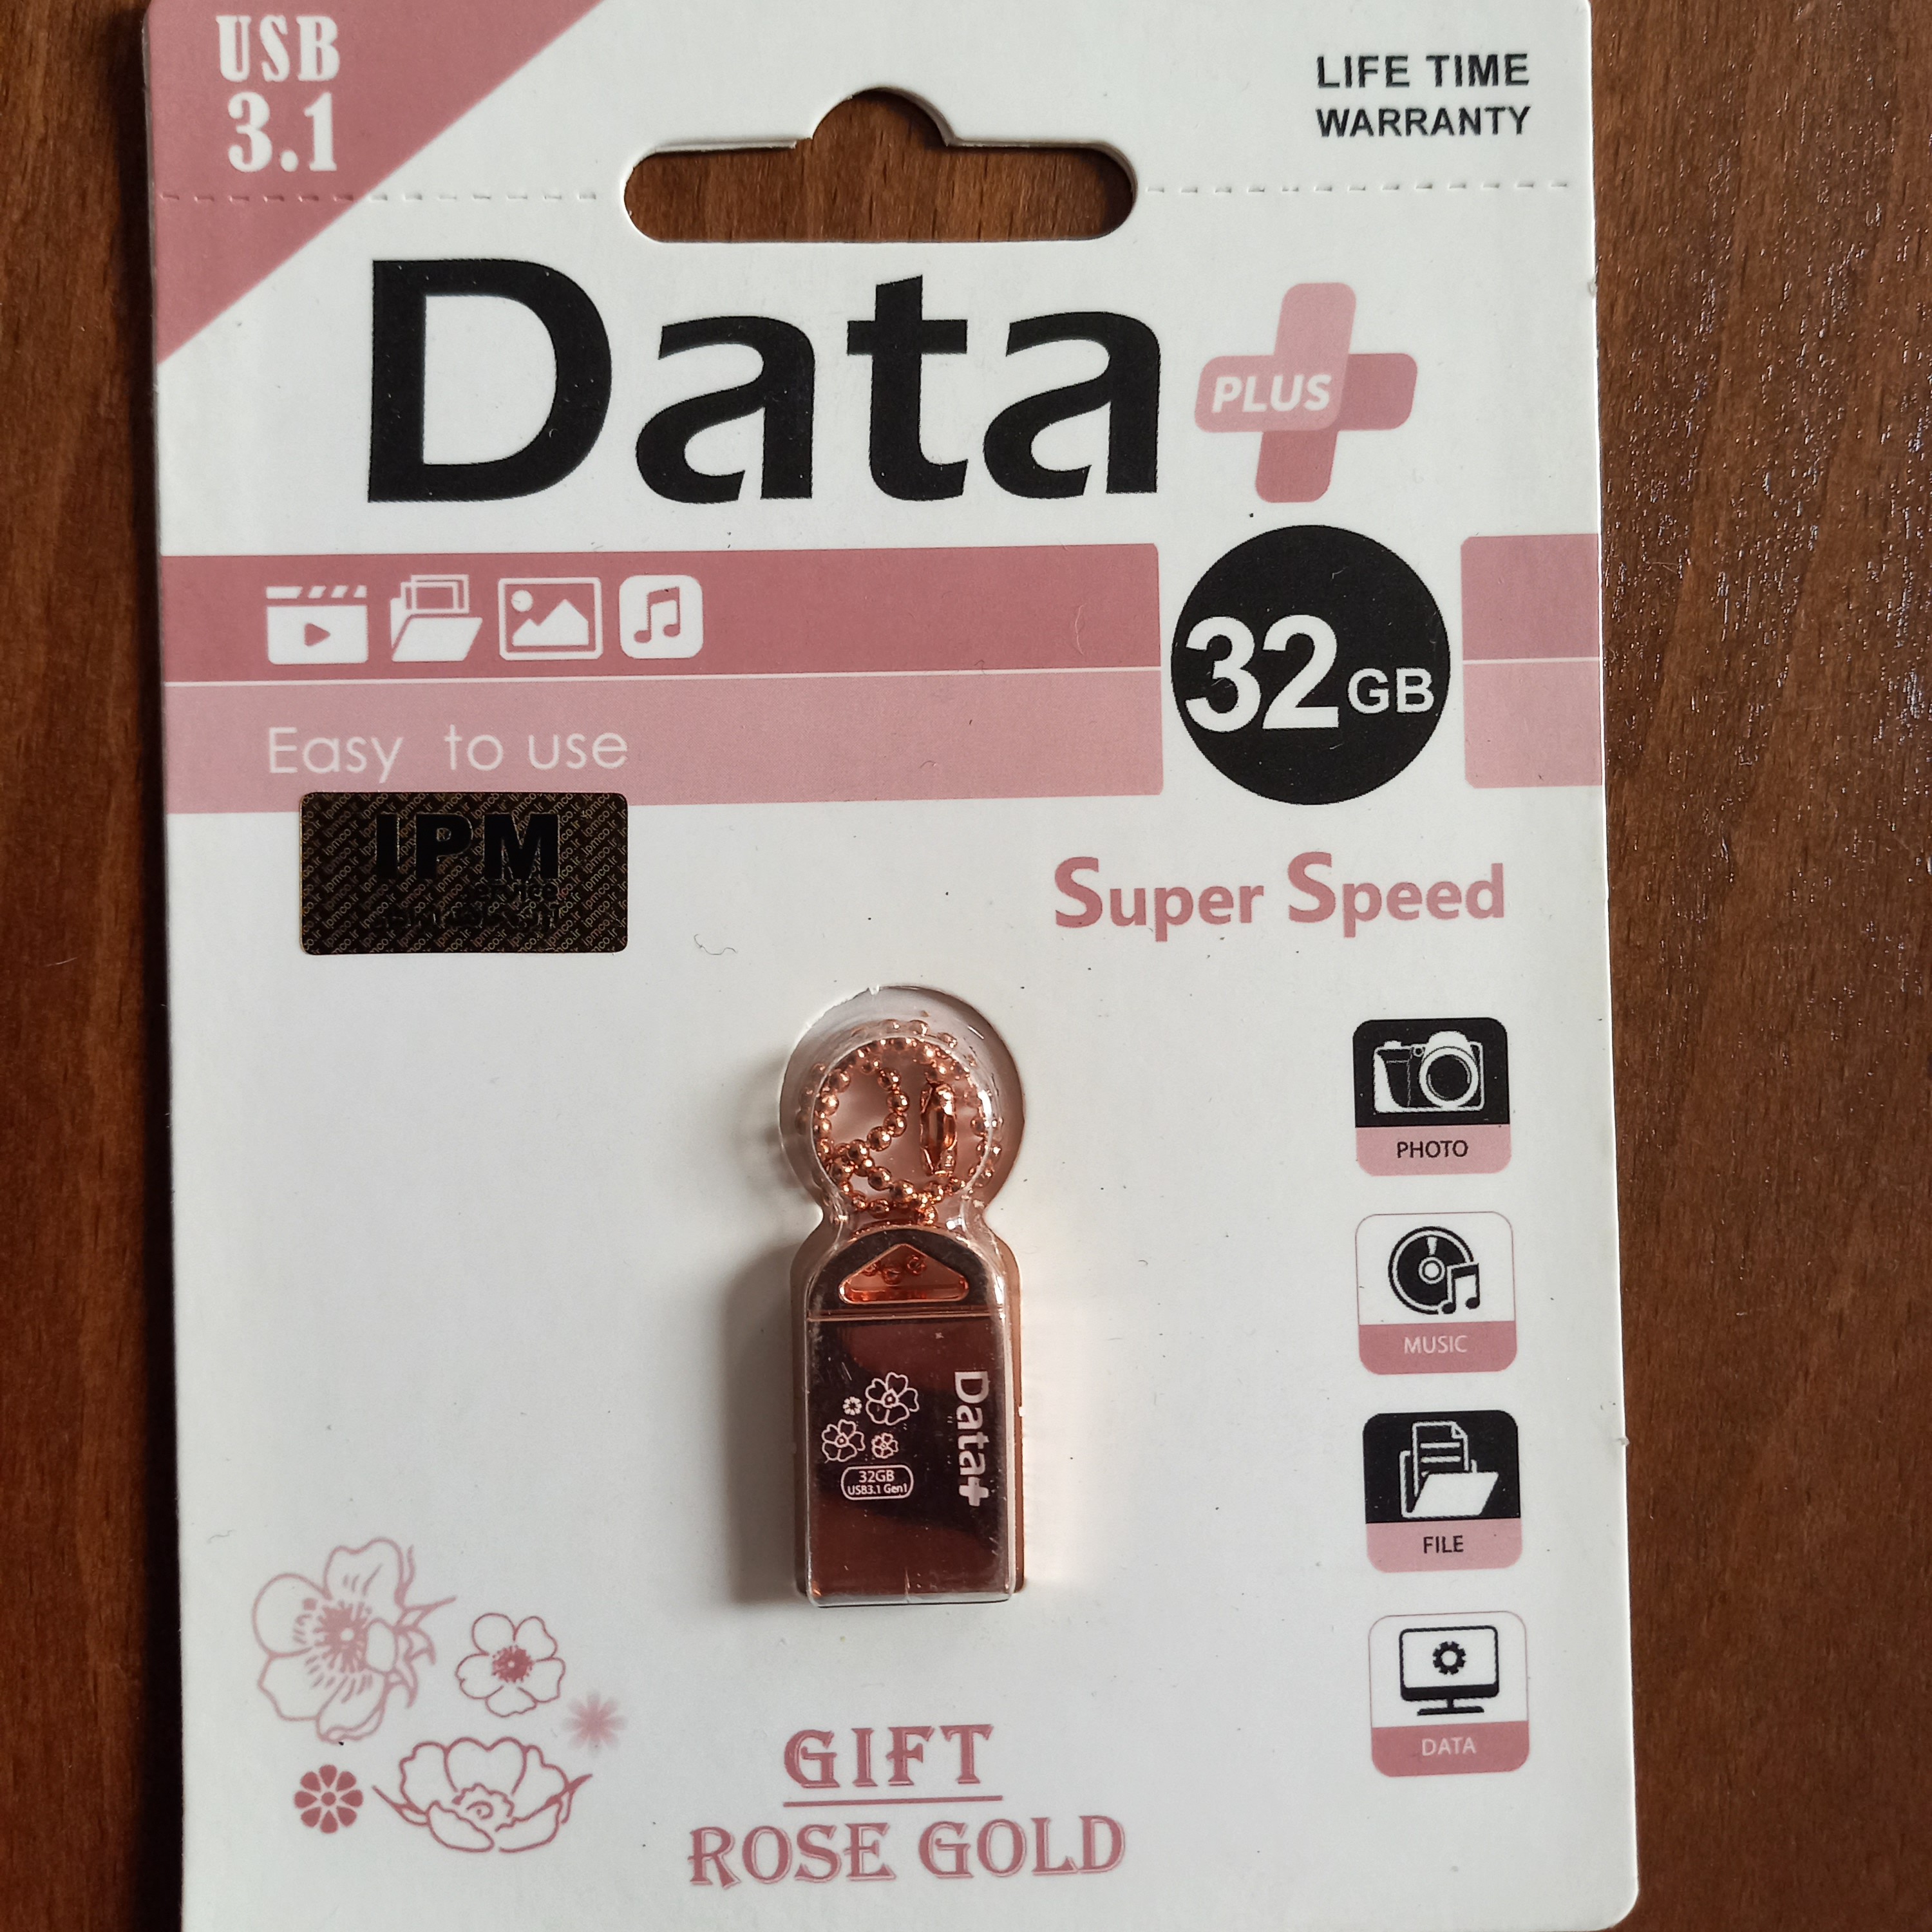 USB
3.1
LIFE TIME
WARRANTY
Data
PLUS
32GB
Easy to use
IPM
Super Speed
PHOTO
MUSIC
FILE
DATA
Data+
32GB
USB3.1 Gen1
GIFT
ROSE GOLD